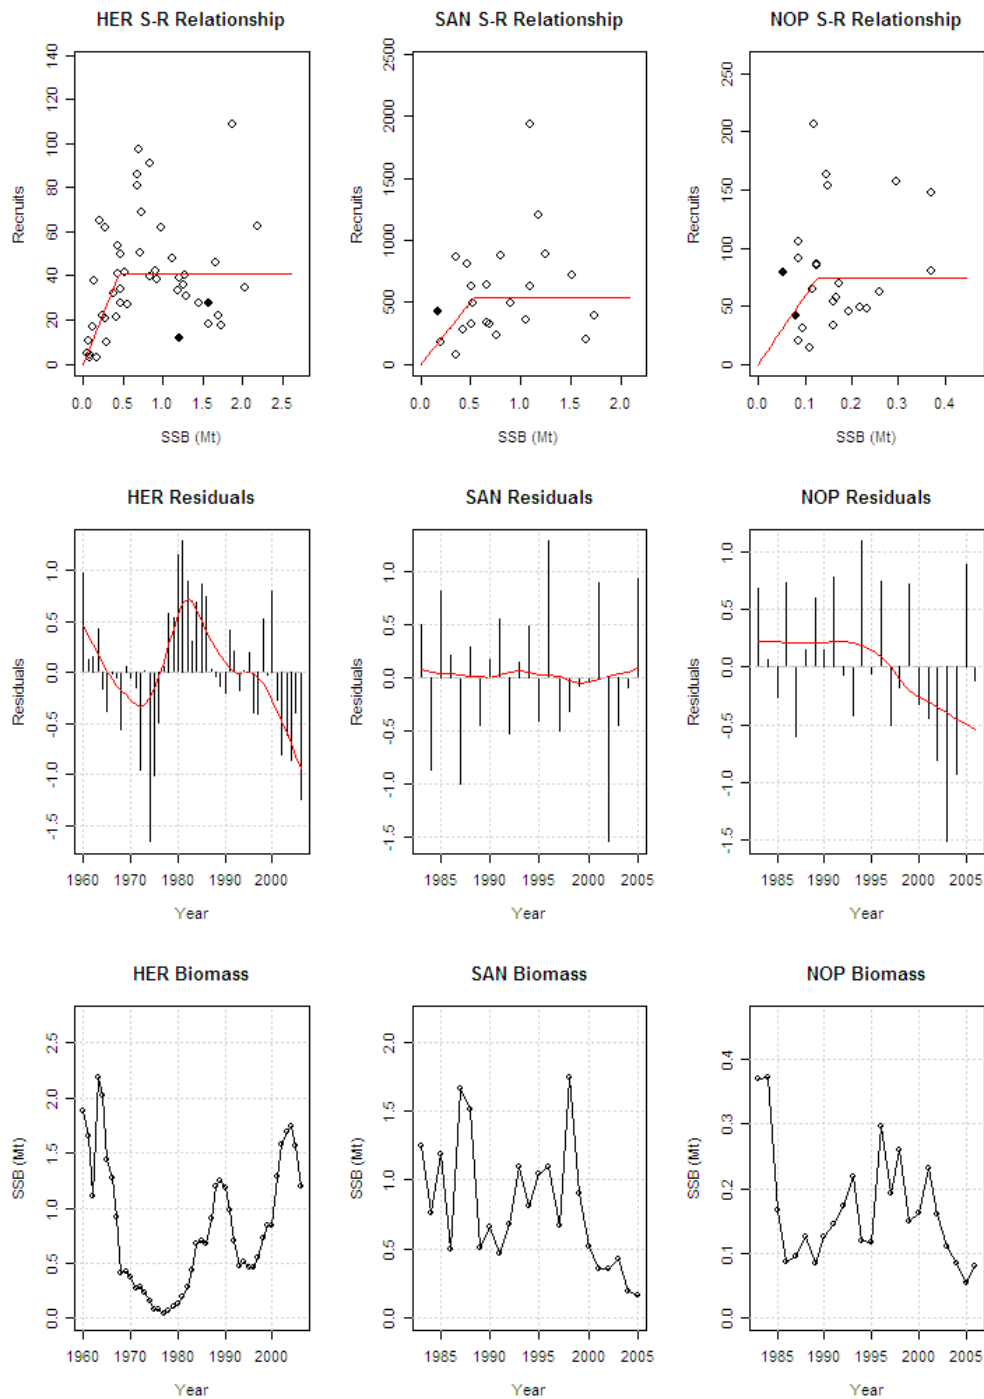 HER S-R Relationship
SAN S-R Relationship
NOP S-R Relationship
Recruits
0 20 40 60 80 100 120 140
0.0 0.5 1.0 1.5 2.0 2.5
SSB (Mt)
Recruits
0 500 1000 2000 2500
0.0 0.5 1.0 1.5 2.0
SSB (Mt)
Recruits
0 50 100 150 200 250
0.0 0.1 0.2 0.3 0.4
SSB (Mt)
HER Residuals
SAN Residuals
NOP Residuals
Residuals
-1.5 -1.0 -0.5 0.0 0.5 1.0
1960 1970 1980 1990 2000
Year
Residuals
-1.5 -1.0 -0.5 0.0 0.5 1.0
1985 1990 1995 2000 2005
Year
Residuals
-1.5 -1.0 -0.5 0.0 0.5 1.0
1985 1990 1995 2000 2005
Year
HER Biomass
SAN Biomass
NOP Biomass
SSB (Mt)
0.0 0.5 1.0 1.5 2.0 2.5
1960 1970 1980 1990 2000
Year
SSB (Mt)
0.0 0.5 1.0 1.5 2.0
1985 1990 1995 2000 2005
Year
SSB (Mt)
0.0 0.1 0.2 0.3 0.4
1985 1990 1995 2000 2005
Year